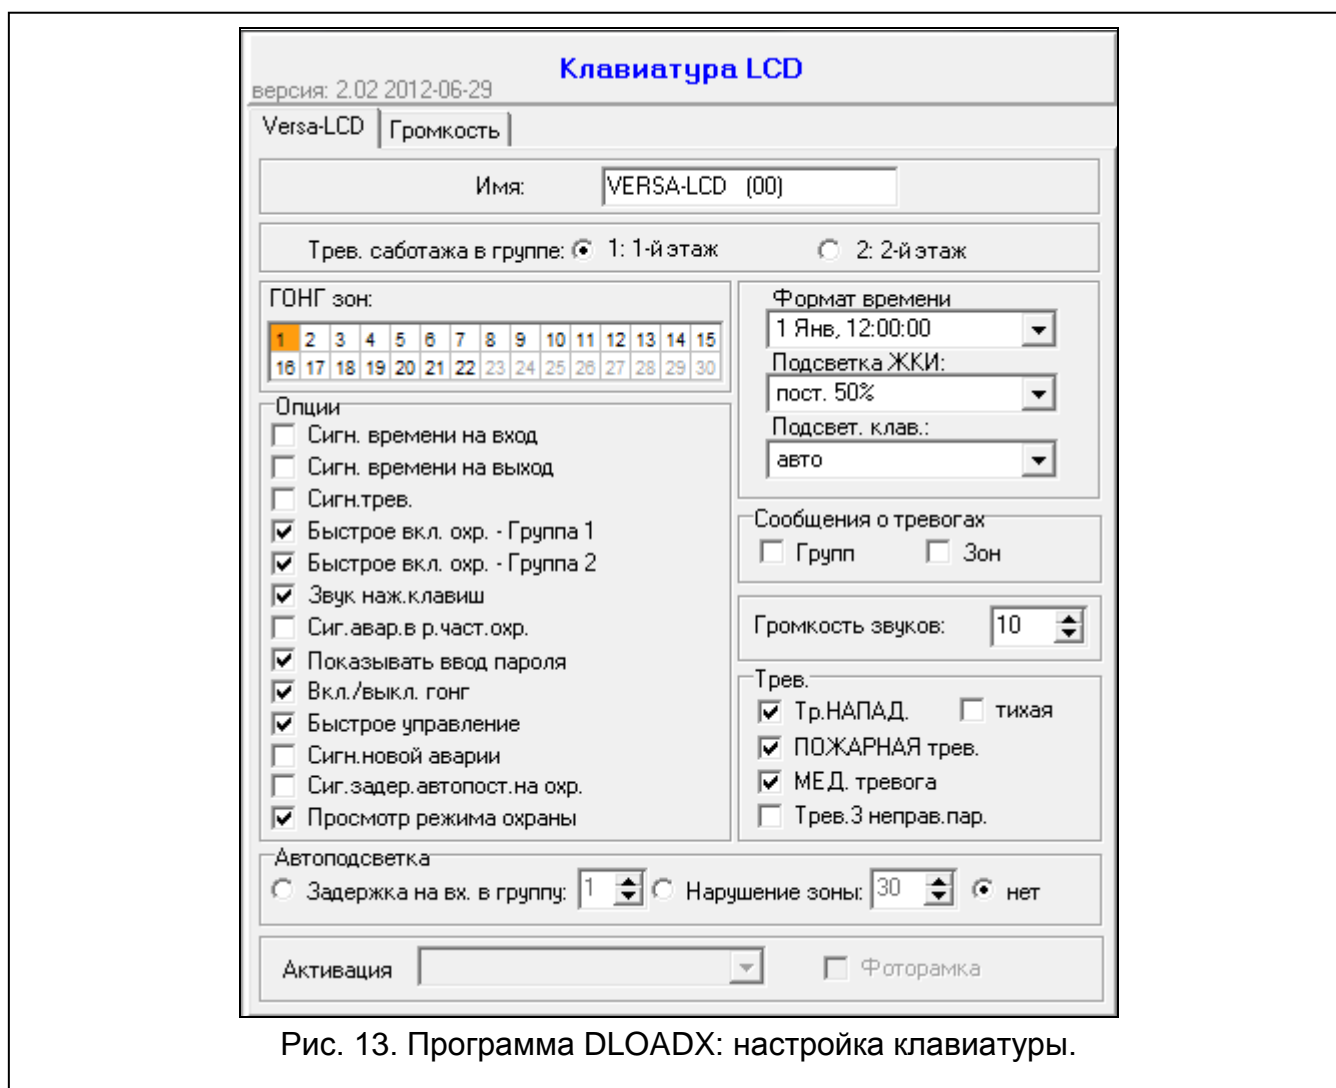 Клавиатура LCD
версия: 2.02 2012-06-29
Versa-LCD Громкость
Имя: VERSA-LCD (00)
Трев. саботажа в группе: 1: 1-й этаж 2: 2-й этаж
ГОНГ зон:
1 2 3 4 5 6 7 8 9 10 11 12 13 14 15
16 17 18 19 20 21 22 23 24 25 26 27 28 29 30
Опции
Сигн. времени на вход
Сигн. времени на выход
Сигн.трев.
Быстрое вкл. охр. - Группа 1
Быстрое вкл. охр. - Группа 2
Звук наж.клавиш
Сиг.авар.в р.част.охр.
Показывать ввод пароля
Вкл./выкл. гонг
Быстрое управление
Сигн.новой аварии
Сиг.задер.автопост.на охр.
Просмотр режима охраны
Формат времени
1 Янв, 12:00:00
Подсветка ЖКИ:
пост. 50%
Подсвет. клав.:
авто
Сообщения о тревогах
Групп Зон
Громкость звуков: 10
Трев.
Тр.НАПАД. тихая
ПОЖАРНАЯ трев.
МЕД. тревога
Трев.3 неправ.пар.
Автоподсветка
Задержка на вх. в группу: 1 Нарушение зоны: 30 нет
Активация Фоторамка
Рис. 13. Программа DLOADX: настройка клавиатуры.